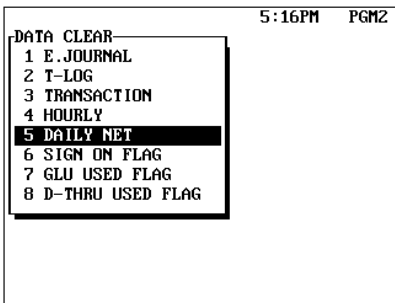 5:16PM PGM2
DATA CLEAR
1 E.JOURNAL
2 T-LOG
3 TRANSACTION
4 HOURLY
5 DAILY NET
6 SIGN ON FLAG
7 GLU USED FLAG
8 D-THRU USED FLAG